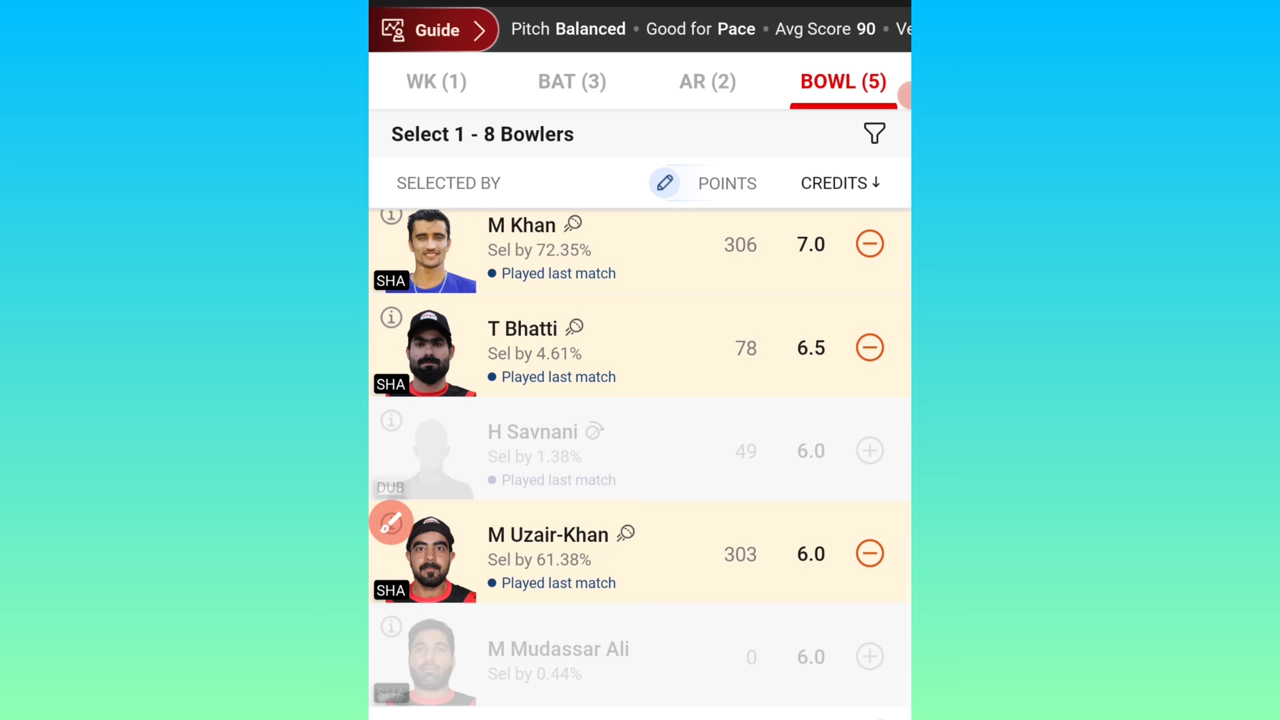 Guide
Pitch Balanced • Good for Pace • Avg Score 90 • Ve
WK (1) BAT (3) AR (2) BOWL (5)
Select 1 - 8 Bowlers
SELECTED BY POINTS CREDITS↓
M Khan
Sel by 72.35% 306 7.0
SHA • Played last match
T Bhatti
Sel by 4.61% 78 6.5
SHA • Played last match
H Savnani
Sel by 1.38% 49 6.0
DUB • Played last match
M Uzair-Khan
Sel by 61.38% 303 6.0
SHA • Played last match
M Mudassar Ali
Sel by 0.44% 0 6.0
SHA